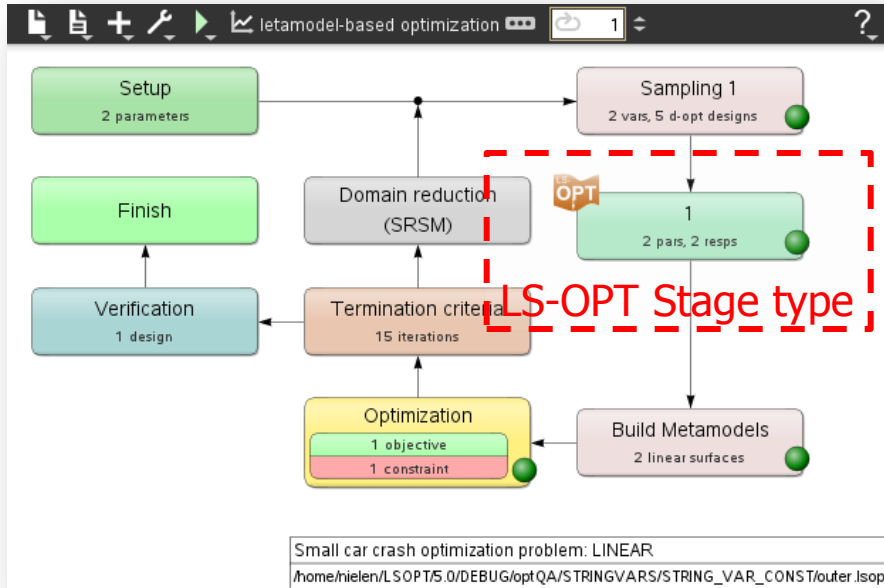 letamodel-based optimization
1
?
Setup
2 parameters
Sampling 1
2 vars, 5 d-opt designs
Finish
Domain reduction
(SRSM)
LS-
OPT
1
2 pars, 2 resps
LS-OPT Stage type
Verification
1 design
Termination criteria
15 iterations
Optimization
1 objective
1 constraint
Build Metamodels
2 linear surfaces
Small car crash optimization problem: LINEAR
/home/nielen/LSOPT/5.0/DEBUG/optQA/STRINGVARS/STRING_VAR_CONST/outer.lsop